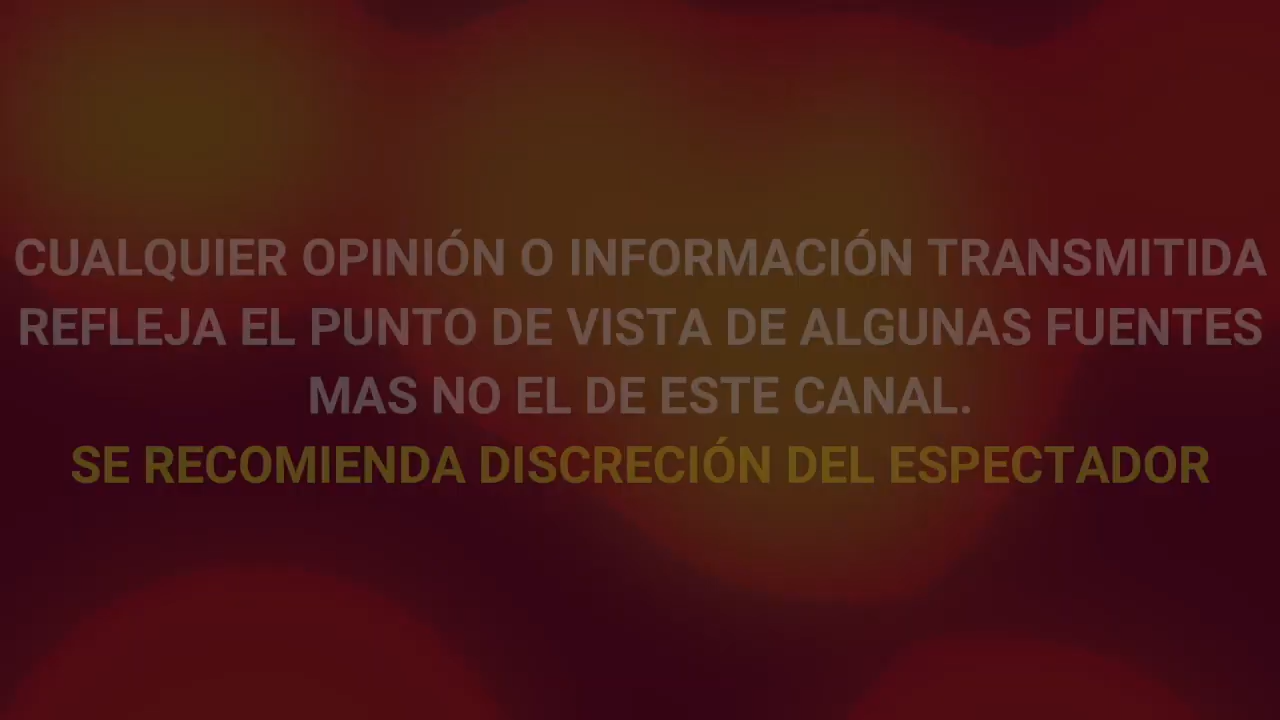 CUALQUIER OPINIÓN O INFORMACIÓN TRANSMITIDA
REFLEJA EL PUNTO DE VISTA DE ALGUNAS FUENTES
MAS NO EL DE ESTE CANAL.
SE RECOMIENDA DISCRECIÓN DEL ESPECTADOR